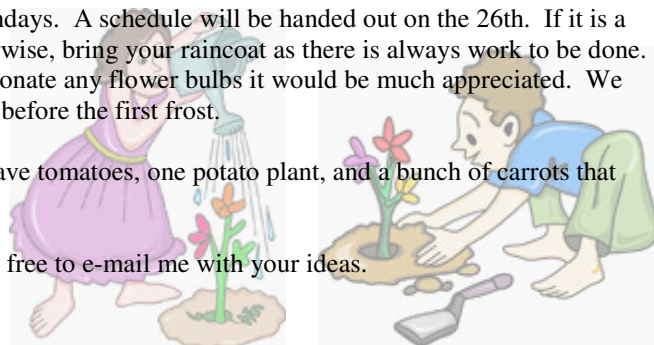 ndays. A schedule will be handed out on the 26th. If it is a
wise, bring your raincoat as there is always work to be done.
onate any flower bulbs it would be much appreciated. We
before the first frost.
ave tomatoes, one potato plant, and a bunch of carrots that
free to e-mail me with your ideas.